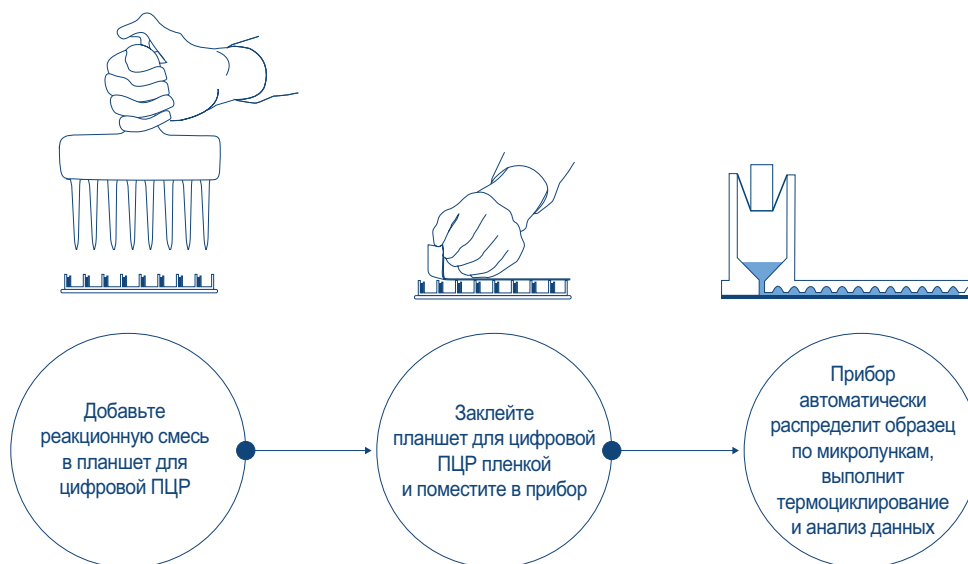 Добавьте
реакционную смесь
в планшет для
цифровой ПЦР
Заклейте
планшет для цифровой
ПЦР пленкой
и поместите в прибор
Прибор
автоматически
распределит образец
по микролункам,
выполнит
термоциклирование
и анализ данных